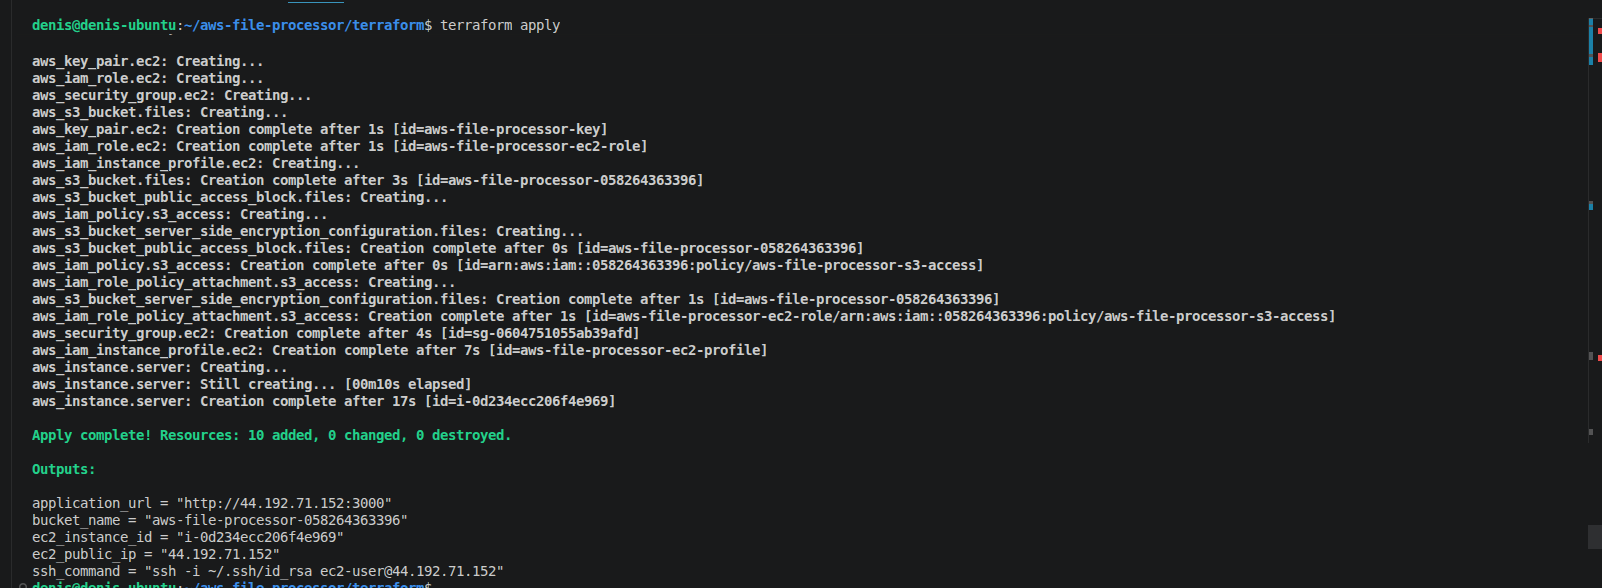 denis@denis-ubuntu:~/aws-file-processor/terraform$ terraform apply
aws_key_pair.ec2: Creating...
aws_iam_role.ec2: Creating...
aws_security_group.ec2: Creating...
aws_s3_bucket.files: Creating...
aws_key_pair.ec2: Creation complete after 1s [id=aws-file-processor-key]
aws_iam_role.ec2: Creation complete after 1s [id=aws-file-processor-ec2-role]
aws_iam_instance_profile.ec2: Creating...
aws_s3_bucket.files: Creation complete after 3s [id=aws-file-processor-058264363396]
aws_s3_bucket_public_access_block.files: Creating...
aws_iam_policy.s3_access: Creating...
aws_s3_bucket_server_side_encryption_configuration.files: Creating...
aws_s3_bucket_public_access_block.files: Creation complete after 0s [id=aws-file-processor-058264363396]
aws_iam_policy.s3_access: Creation complete after 0s [id=arn:aws:iam::058264363396:policy/aws-file-processor-s3-access]
aws_iam_role_policy_attachment.s3_access: Creating...
aws_s3_bucket_server_side_encryption_configuration.files: Creation complete after 1s [id=aws-file-processor-058264363396]
aws_iam_role_policy_attachment.s3_access: Creation complete after 1s [id=aws-file-processor-ec2-role/arn:aws:iam::058264363396:policy/aws-file-processor-s3-access]
aws_security_group.ec2: Creation complete after 4s [id=sg-0604751055ab39afd]
aws_iam_instance_profile.ec2: Creation complete after 7s [id=aws-file-processor-ec2-profile]
aws_instance.server: Creating...
aws_instance.server: Still creating... [00m10s elapsed]
aws_instance.server: Creation complete after 17s [id=i-0d234ecc206f4e969]
Apply complete! Resources: 10 added, 0 changed, 0 destroyed.
Outputs:
application_url = "http://44.192.71.152:3000"
bucket_name = "aws-file-processor-058264363396"
ec2_instance_id = "i-0d234ecc206f4e969"
ec2_public_ip = "44.192.71.152"
ssh_command = "ssh -i ~/.ssh/id_rsa ec2-user@44.192.71.152"
denis@denis-ubuntu:~/aws-file-processor/terraform$